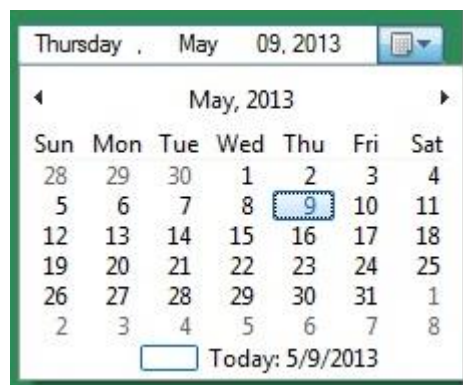 Thursday , May 09, 2013
May, 2013
Sun Mon Tue Wed Thu Fri Sat
28 29 30 1 2 3 4
5 6 7 8 9 10 11
12 13 14 15 16 17 18
19 20 21 22 23 24 25
26 27 28 29 30 31 1
2 3 4 5 6 7 8
Today: 5/9/2013